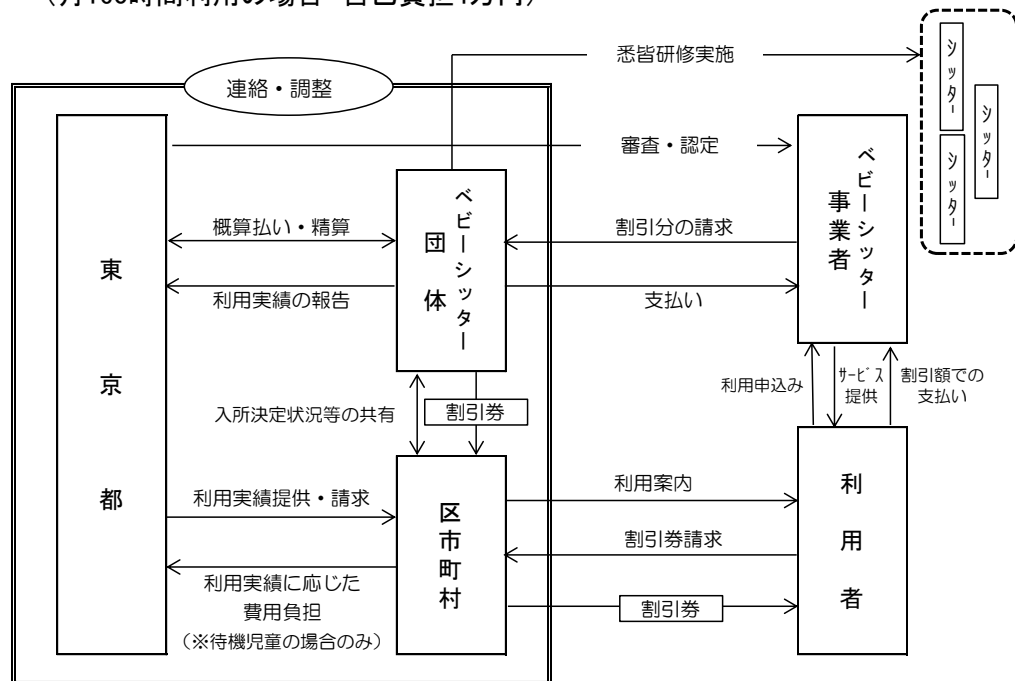 悉皆研修実施
連絡・調整
シッター
シッター
シッター
審査・認定
東京都
ベビーシッター
団体
ベビーシッター
事業者
概算払い・精算
割引分の請求
利用実績の報告
支払い
入所決定状況等の共有
割引券
利用申込み
サービス
提供
割引額での
支払い
利用実績提供・請求
区市町村
利用案内
利用者
割引券請求
利用実績に応じた
費用負担
(※待機児童の場合のみ)
割引券